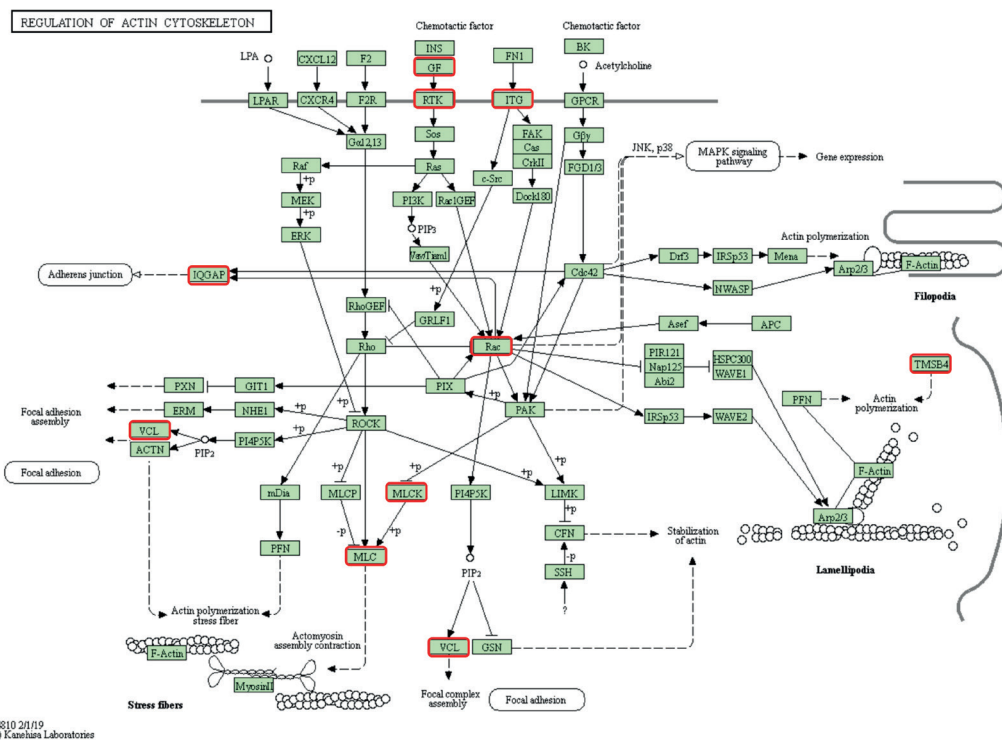 REGULATION OF ACTIN CYTOSKELETON
Chemotactic factor
Chemotactic factor
LPA
CXCL12
F2
INS
GF
FN1
BK
Acetylcholine
LPAR
CXCR4
F2R
RTK
ITG
GPCR
Gα12,13
Sos
FAK
Cas
CrkII
Gβγ
JNK, p38
MAPK signaling
pathway
Gene expression
Raf
Ras
FGD1/3
+p
c-Src
MEK
PI3K
Rac1GEF
Dock180
+p
ERK
PIP3
Actin polymerization
Drf3
IRSp53
Mena
Arp2/3
F-Actin
Adherens junction
IQGAP
Cdc42
NWASP
Filopodia
+p
RhoGEF
GRLF1
Asef
APC
Rho
Rac
PIR121
Nap125
Abi2
HSPC300
WAVE1
TMSB4
PXN
GIT1
PIX
PFN
Actin
polymerization
+p
+p
Focal adhesion
assembly
ERM
NHE1
+p
ROCK
PAK
IRSp53
WAVE2
VCL
ACTN
PIP2
PI4P5K
+p
Focal adhesion
+p
+p
+p
F-Actin
mDia
MLCP
MLCK
PI4P5K
LIMK
+p
Arp2/3
-p
+p
CFN
Stabilization
of actin
PFN
MLC
-p
Lamellipodia
PIP2
SSH
?
Actin polymerization
stress fiber
Actomyosin
assembly contraction
VCL
GSN
F-Actin
MyosinII
Focal complex
assembly
Focal adhesion
Stress fibers
810 2/1/19
Kanehisa Laboratories